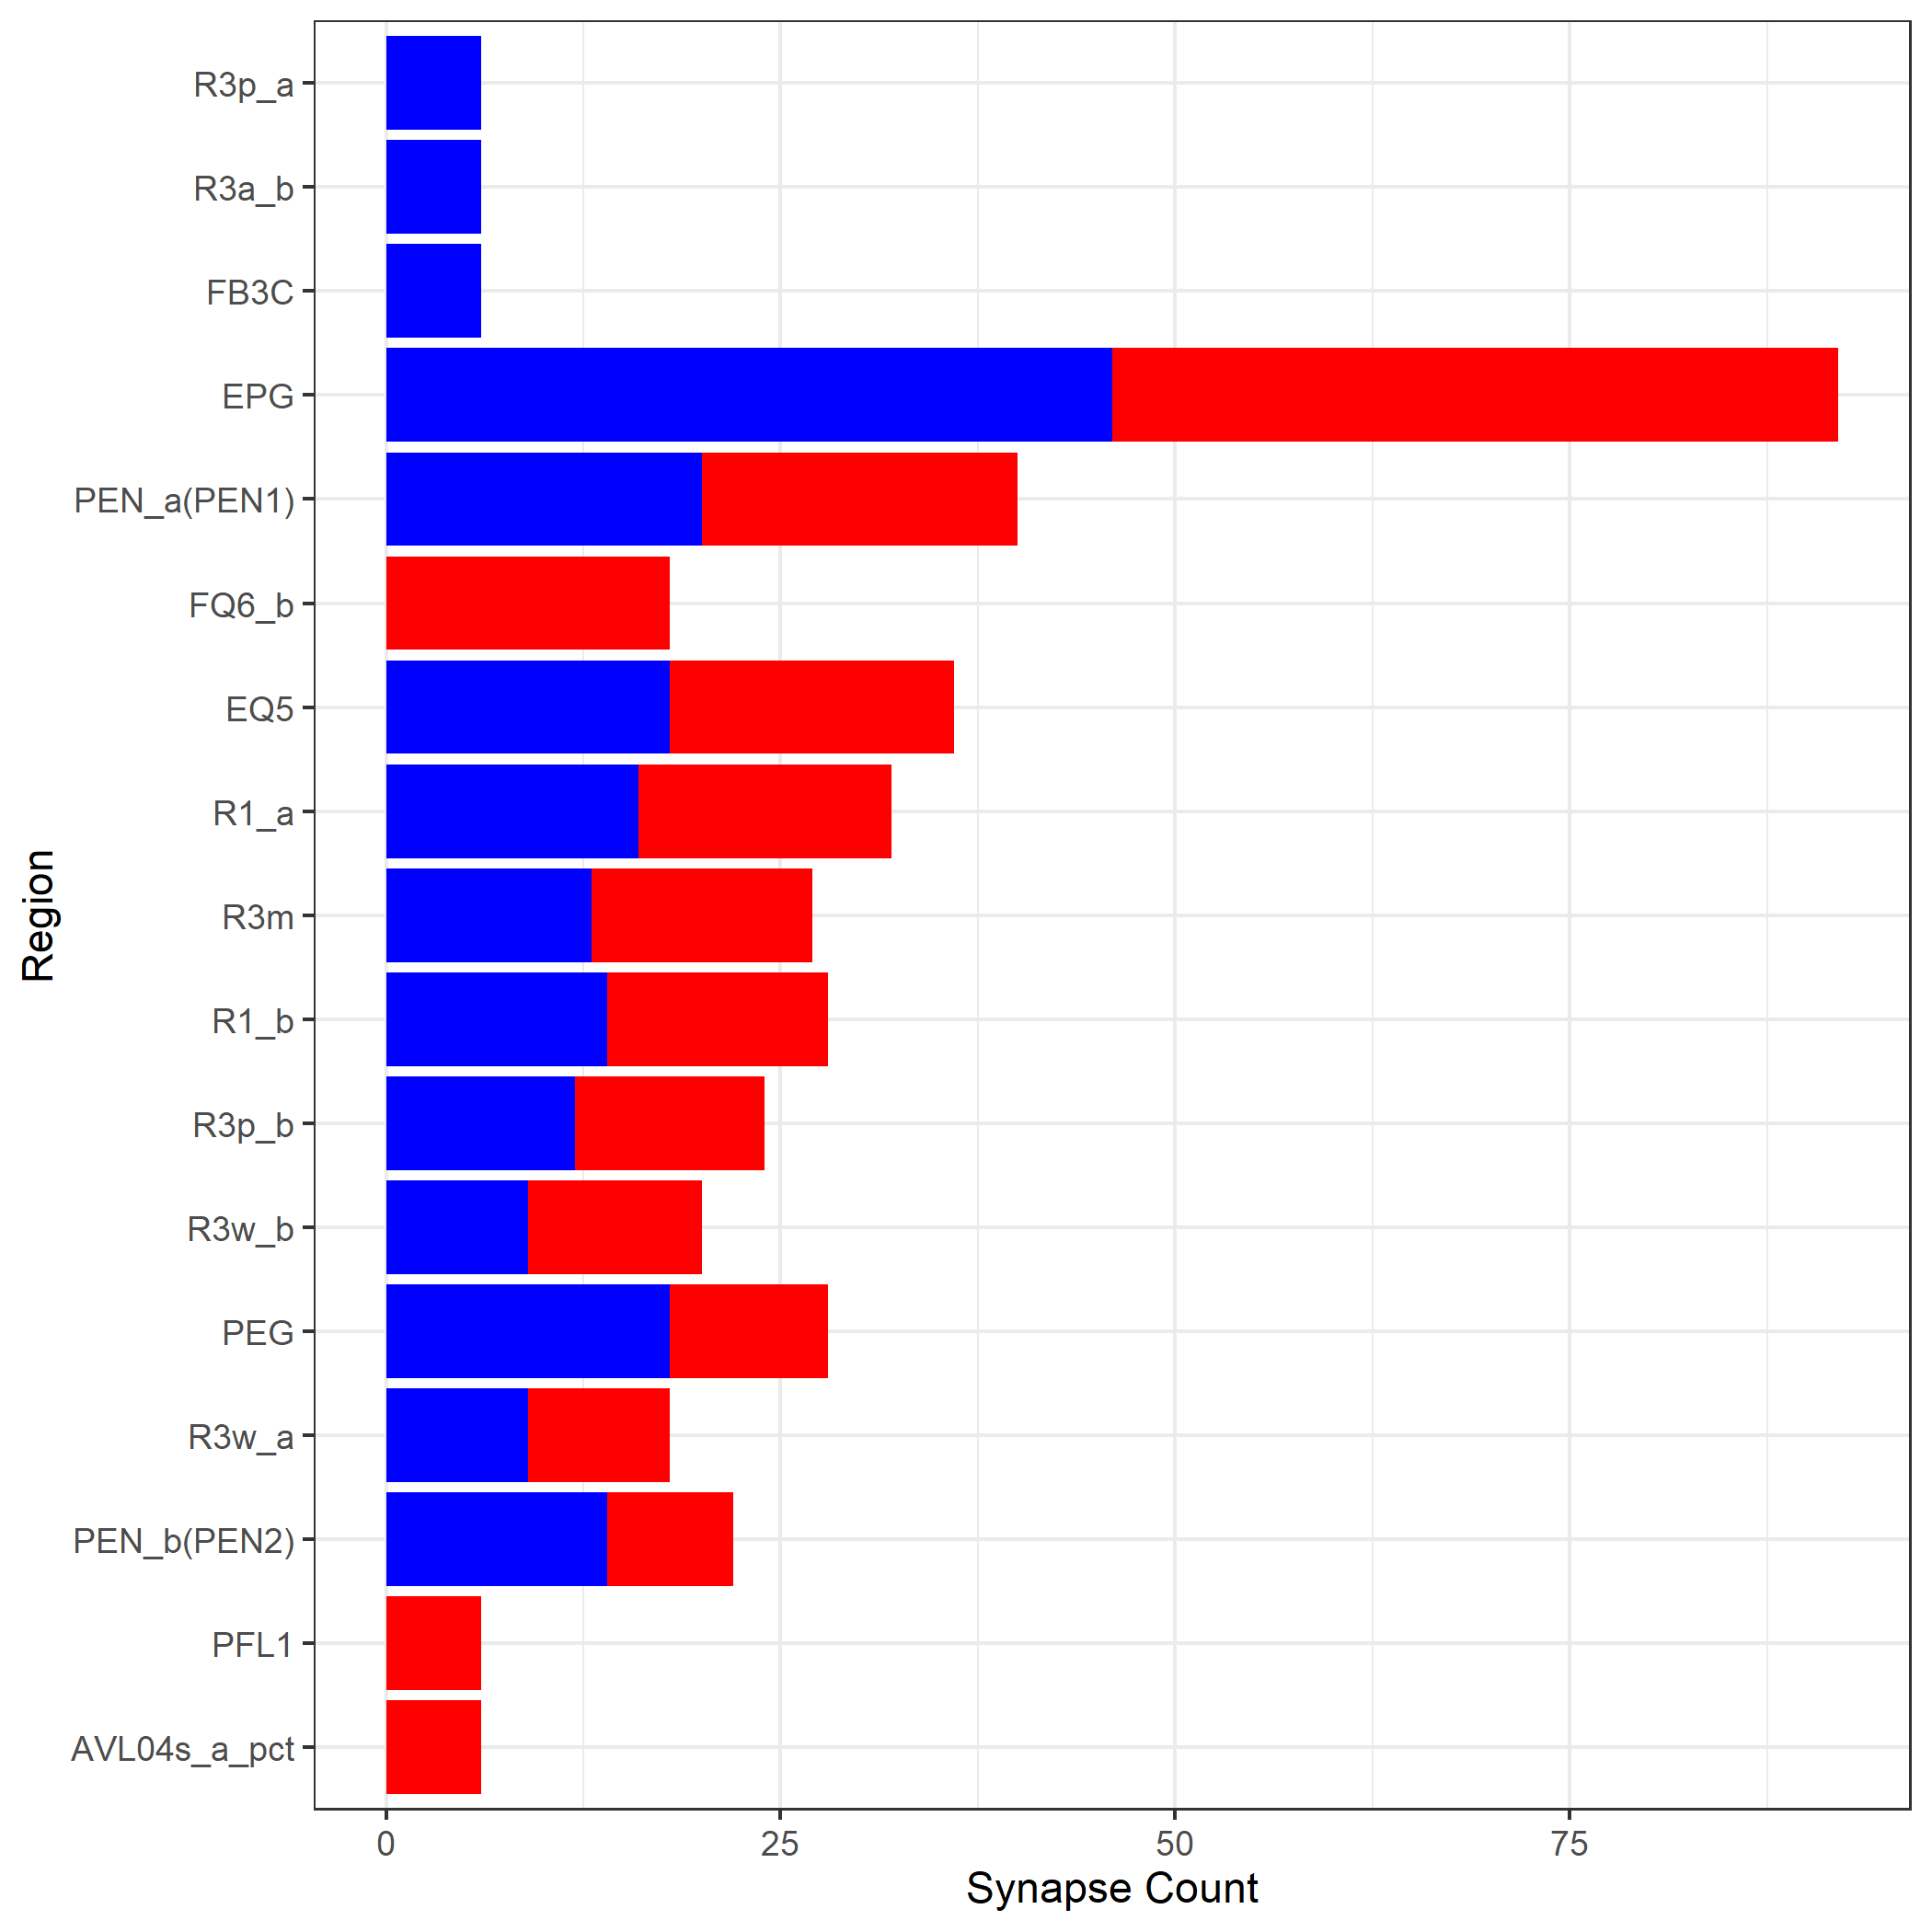 R3p_a
R3a_b
FB3C
EPG
PEN_a(PEN1)
FQ6_b
EQ5
R1_a
R3m
R1_b
R3p_b
R3w_b
PEG
R3w_a
PEN_b(PEN2)
PFL1
AVL04s_a_pct
Region
0 25 50 75
Synapse Count